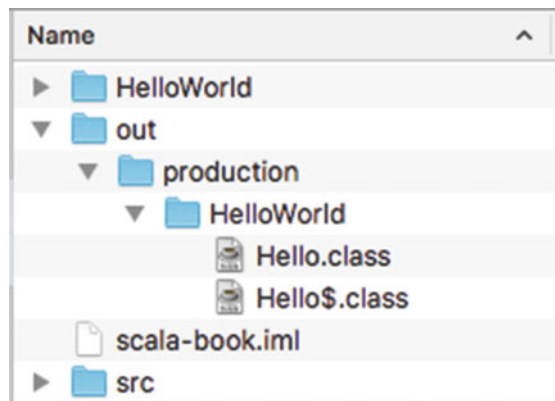 Name
HelloWorld
out
production
HelloWorld
Hello.class
Hello$.class
scala-book.iml
src